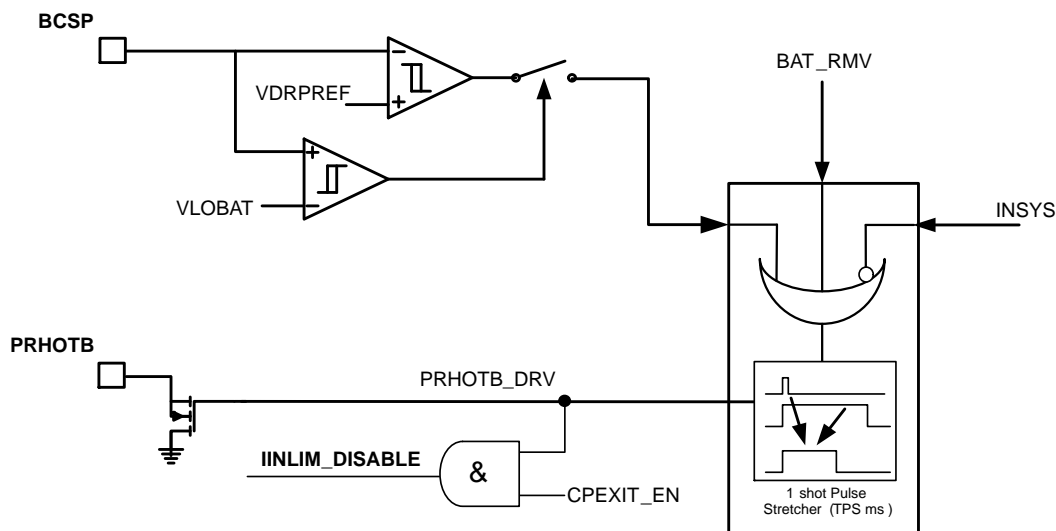 BCSP
VDRPREF
VLOBAT
BAT_RMV
INSYS
PRHOTB
PRHOTB_DRV
IINLIM_DISABLE
&
CPEXIT_EN
1 shot Pulse
Stretcher (TPS ms )